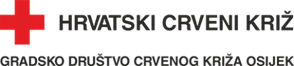 HRVATSKI CRVENI KRIŽ
GRADSKO DRUŠTVO CRVENOG KRIŽA OSIJEK